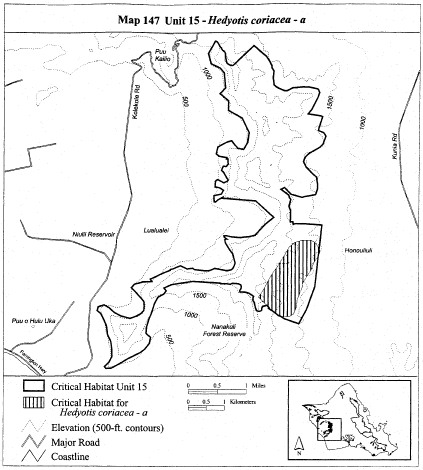 Map 147 Unit 15 - Hedyotis coriacea - a
Puu
Kailio
Kolekole Rd
1000
500
1500
1000
Kunia Rd
Niulii Reservoir
Lualualei
Honouliuli
1500
1000
500
Nanakuli
Forest Reserve
Puu o Hulu Uka
Farrington Hwy
Critical Habitat Unit 15
Critical Habitat for
Hedyotis coriacea - a
Elevation (500-ft. contours)
Major Road
Coastline
0 0.5 1 Miles
0 0.5 1 Kilometers
N